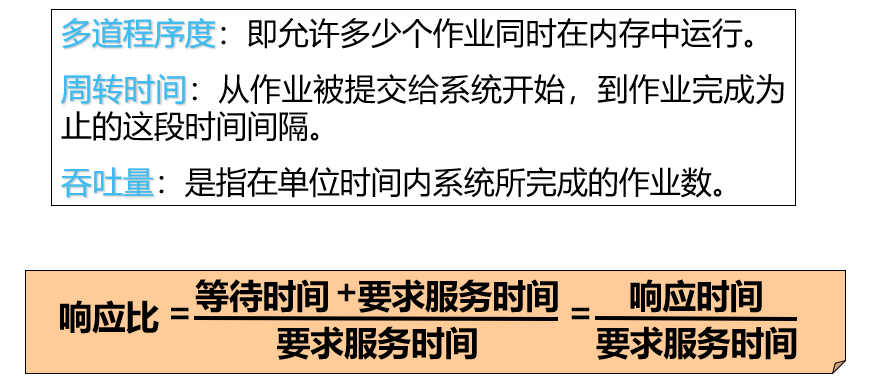 多道程序度：即允许多少个作业同时在内存中运行。
周转时间：从作业被提交给系统开始，到作业完成为
止的这段时间间隔。
吞吐量：是指在单位时间内系统所完成的作业数。
响应比 = 等待时间 + 要求服务时间 / 要求服务时间 = 响应时间 / 要求服务时间